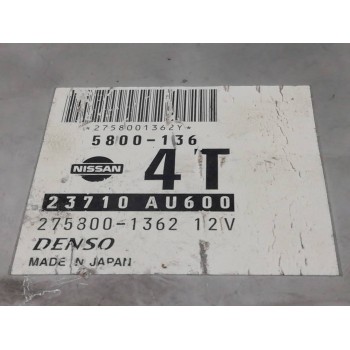 *2758001362Y*
5800-136
NISSAN
4T
23710 AU600
275800-1362 12V
DENSO
MADE IN JAPAN